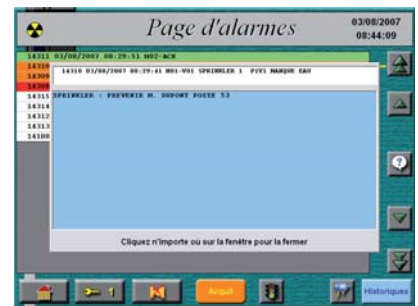 Page d'alarmes
03/08/2007
08:44:09
14311 03/08/2007 08:29:51 M02-ACK
14310
14310 03/08/2007 08:29:41 M01-V01 SPRINKLER 1 PIV1 MANQUE EAU
14309
14308
14315
SPRINKLER : PREVENIR M. DUPONT POSTE 53
14314
14312
14313
14180
Cliquez n'importe où sur la fenêtre pour la fermer
1
Acquit
Historiques